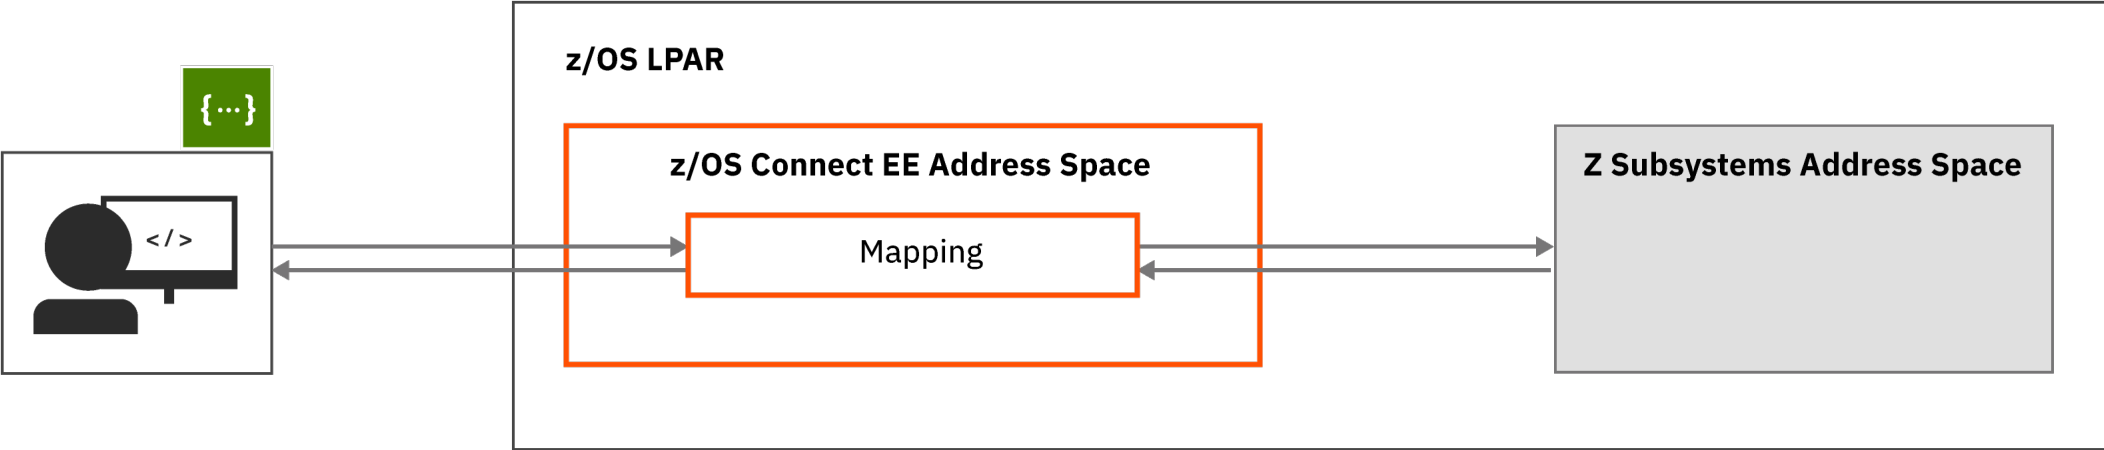 z/OS LPAR
{···}
z/OS Connect EE Address Space
Z Subsystems Address Space
</>
Mapping